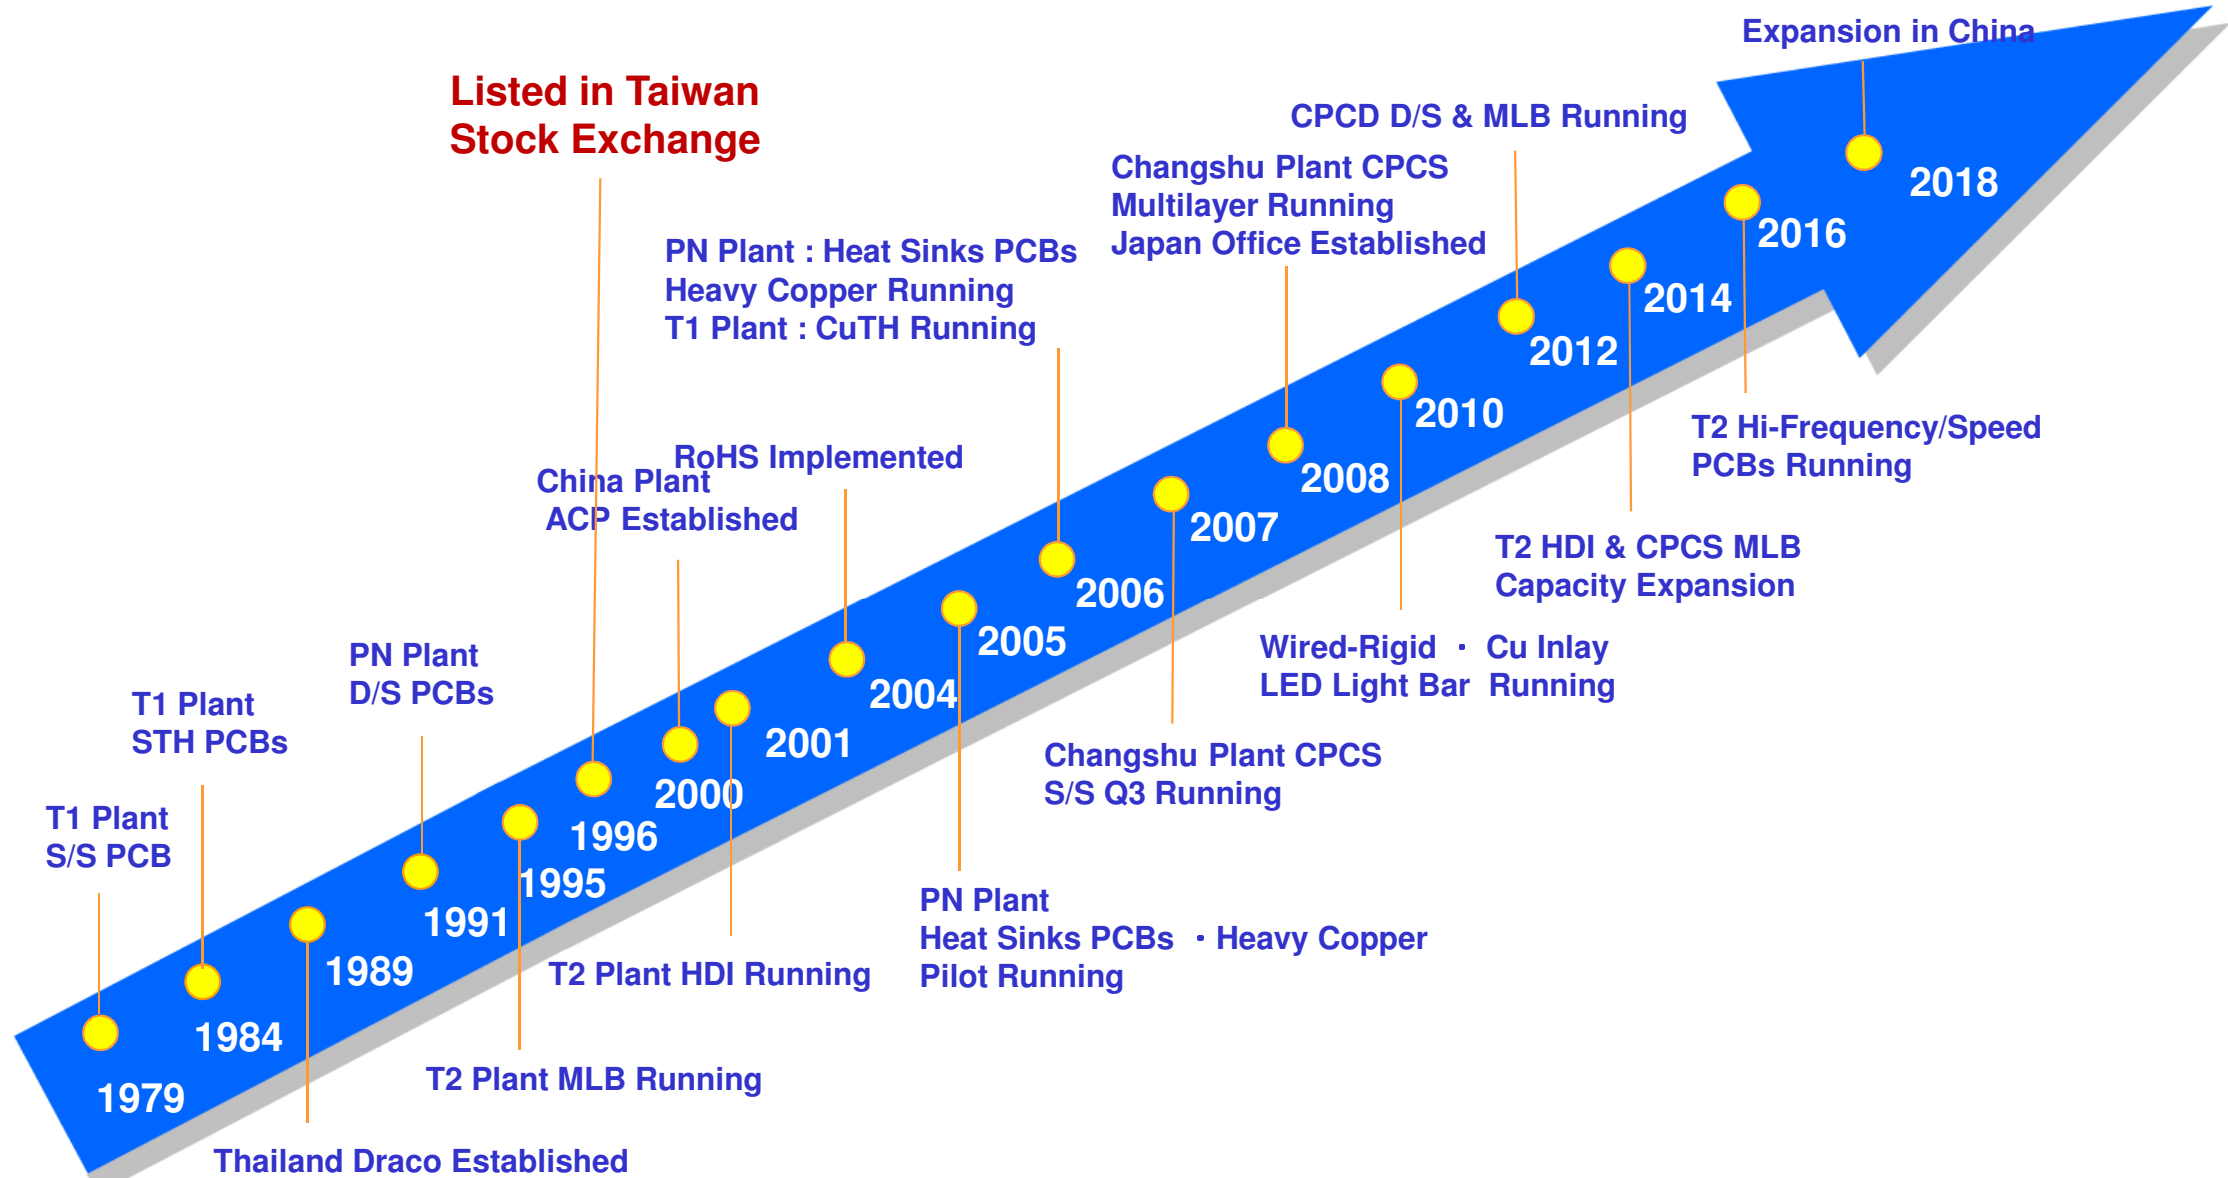 Expansion in China
Listed in Taiwan
Stock Exchange
CPCD D/S & MLB Running
Changshu Plant CPCS
Multilayer Running
Japan Office Established
2018
2016
PN Plant : Heat Sinks PCBs
Heavy Copper Running
T1 Plant : CuTH Running
2014
2012
2010
T2 Hi-Frequency/Speed
PCBs Running
RoHS Implemented
China Plant
ACP Established
2008
2007
T2 HDI & CPCS MLB
Capacity Expansion
2006
2005
Wired-Rigid · Cu Inlay
LED Light Bar Running
PN Plant
D/S PCBs
2004
T1 Plant
STH PCBs
2001
Changshu Plant CPCS
S/S Q3 Running
2000
1996
T1 Plant
S/S PCB
1995
1991
PN Plant
Heat Sinks PCBs · Heavy Copper
Pilot Running
1989
T2 Plant HDI Running
1984
T2 Plant MLB Running
1979
Thailand Draco Established